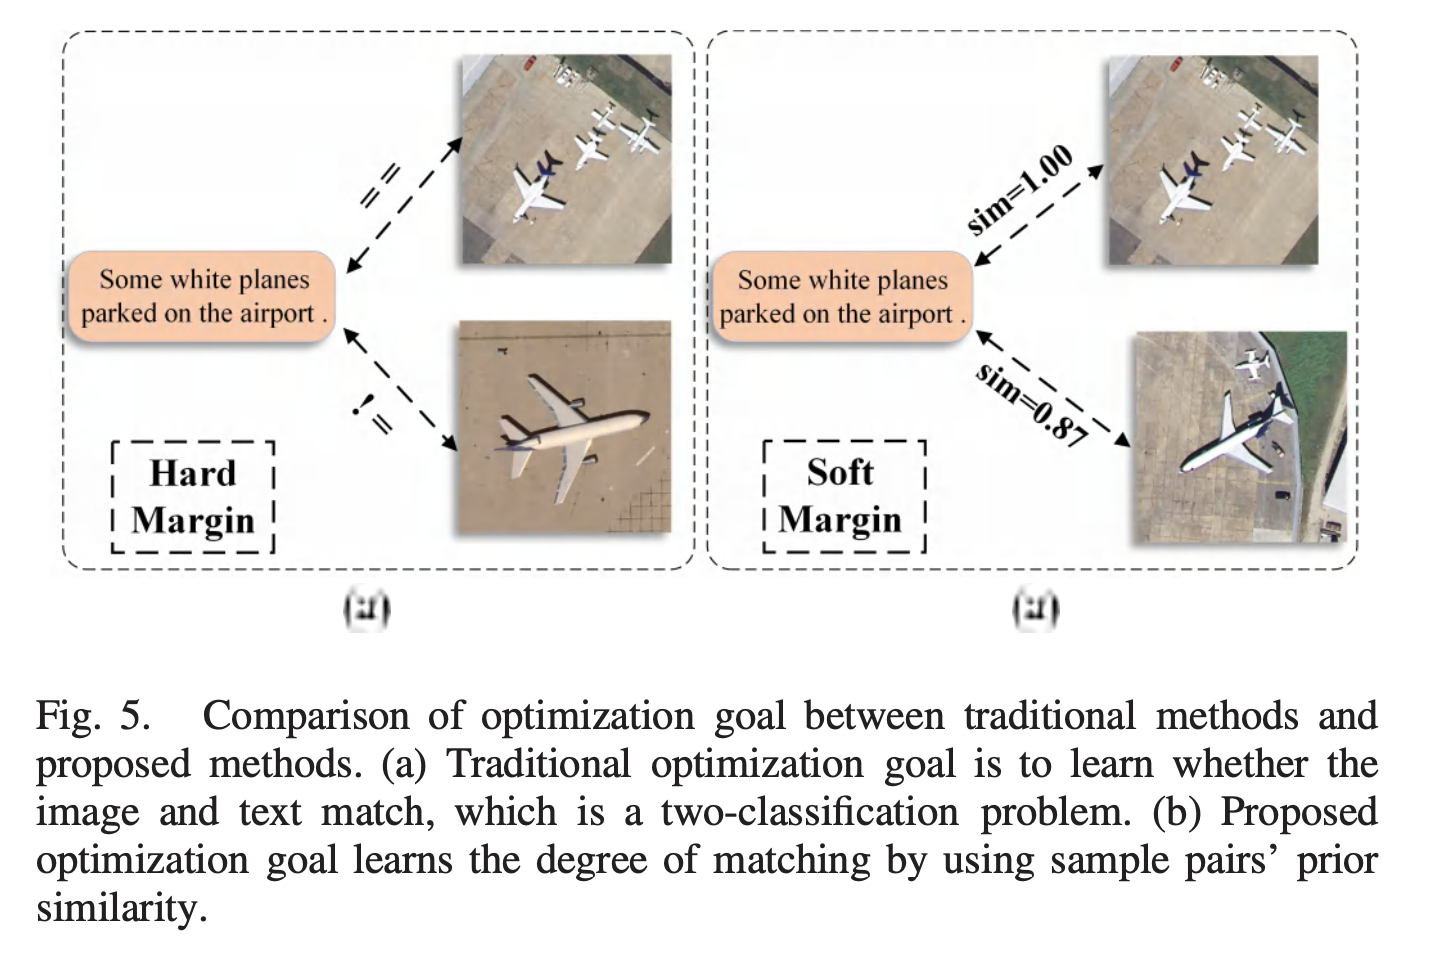 ==
sim=1.00
Some white planes
parked on the airport .
Some white planes
parked on the airport .
!=
sim=0.87
Hard
Margin
Soft
Margin
Fig. 5. Comparison of optimization goal between traditional methods and
proposed methods. (a) Traditional optimization goal is to learn whether the
image and text match, which is a two-classification problem. (b) Proposed
optimization goal learns the degree of matching by using sample pairs’ prior
similarity.